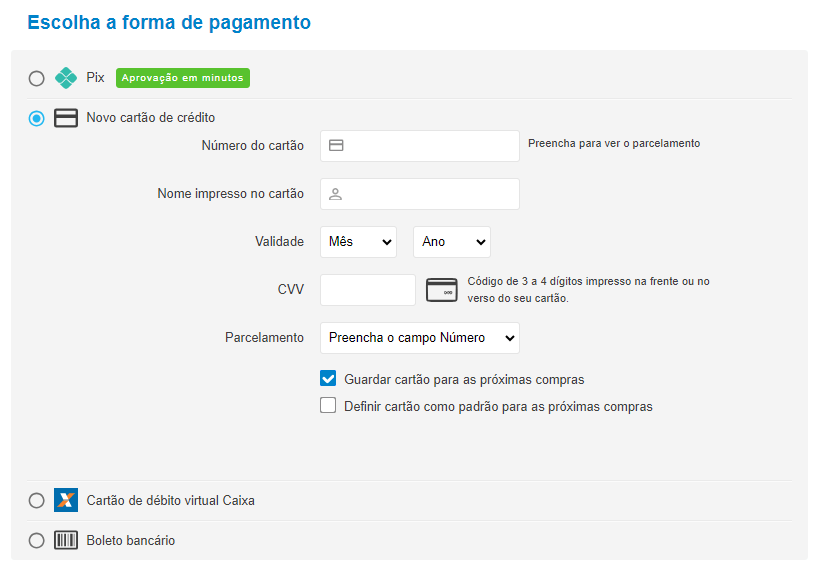 Escolha a forma de pagamento
Pix Aprovação em minutos
Novo cartão de crédito
Número do cartão Preencha para ver o parcelamento
Nome impresso no cartão
Validade Mês Ano
CVV Código de 3 a 4 dígitos impresso na frente ou no
verso do seu cartão.
Parcelamento Preencha o campo Número
Guardar cartão para as próximas compras
Definir cartão como padrão para as próximas compras
Cartão de débito virtual Caixa
Boleto bancário